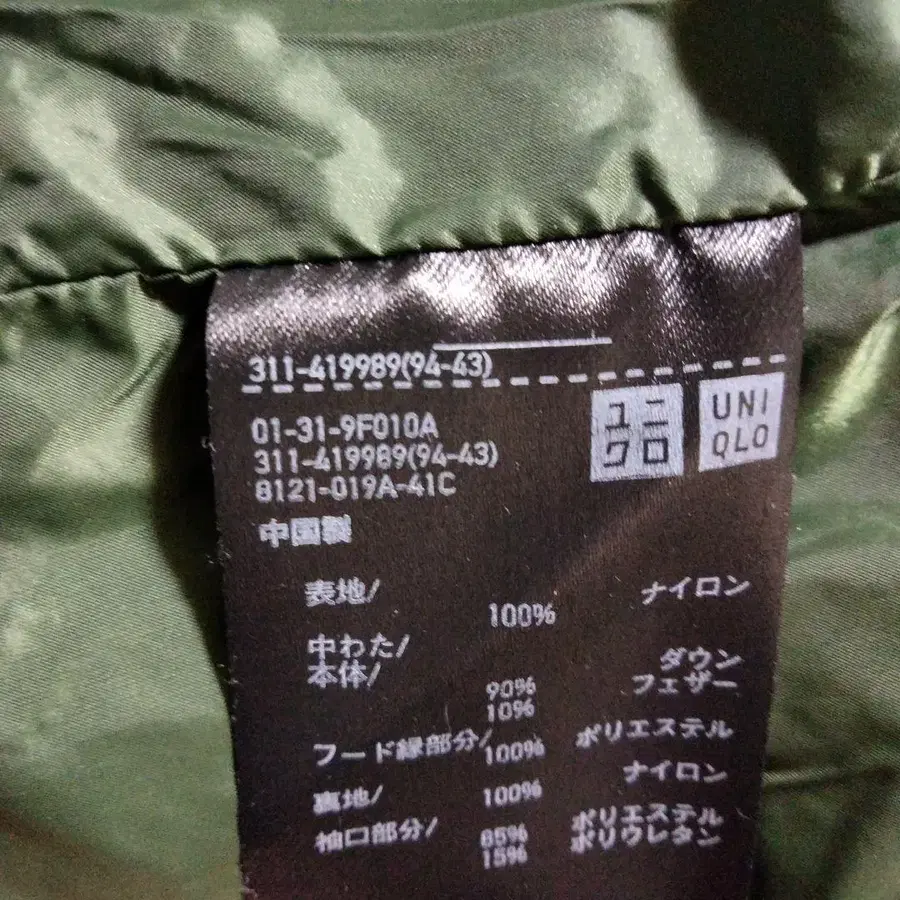 311-419989(94-43)
ユニ
クロ
UNI
QLO
01-31-9F010A
311-419989(94-43)
8121-019A-41C
中国製
表地/ 100% ナイロン
中わた/
本体/ 90% ダウン
10% フェザー
フード縁部分/ 100% ポリエステル
裏地/ 100% ナイロン
袖口部分/ 85% ポリエステル
15% ポリウレタン